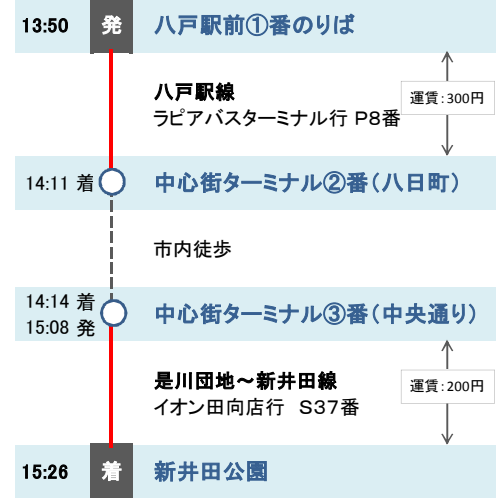 13:50 発 八戸駅前①番のりば
八戸駅線
運賃:300円
ラピアバスターミナル行 P8番
14:11 着 中心街ターミナル②番(八日町)
市内徒歩
14:14 着
中心街ターミナル③番(中央通り)
15:08 発
是川団地~新井田線
運賃:200円
イオン田向店行 S37番
15:26 着 新井田公園